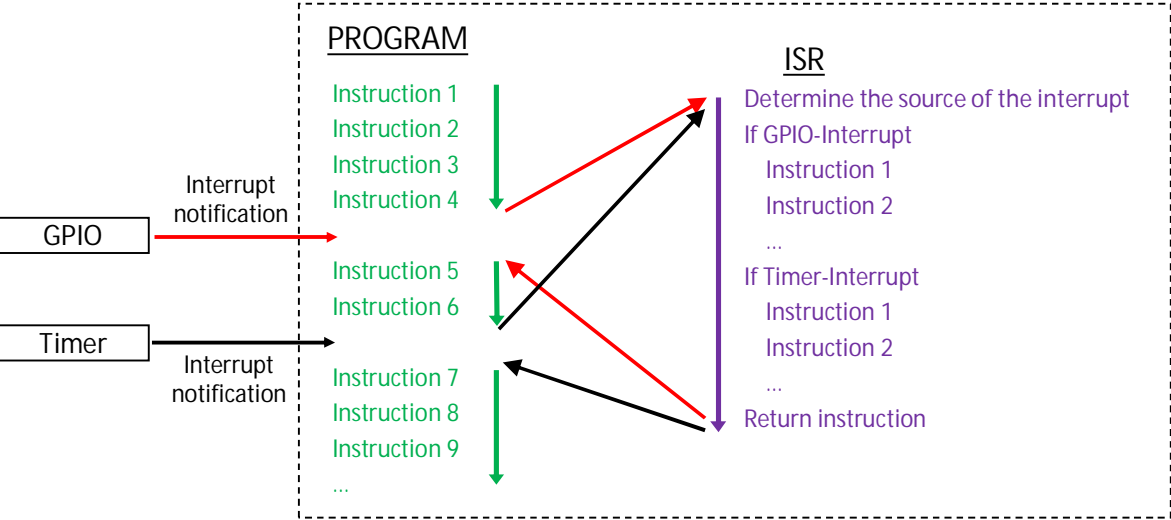 PROGRAM
Instruction 1
Instruction 2
Instruction 3
Instruction 4
Instruction 5
Instruction 6
Instruction 7
Instruction 8
Instruction 9
...
Interrupt
notification
GPIO
Timer
Interrupt
notification
ISR
Determine the source of the interrupt
If GPIO-Interrupt
Instruction 1
Instruction 2
...
If Timer-Interrupt
Instruction 1
Instruction 2
...
Return instruction